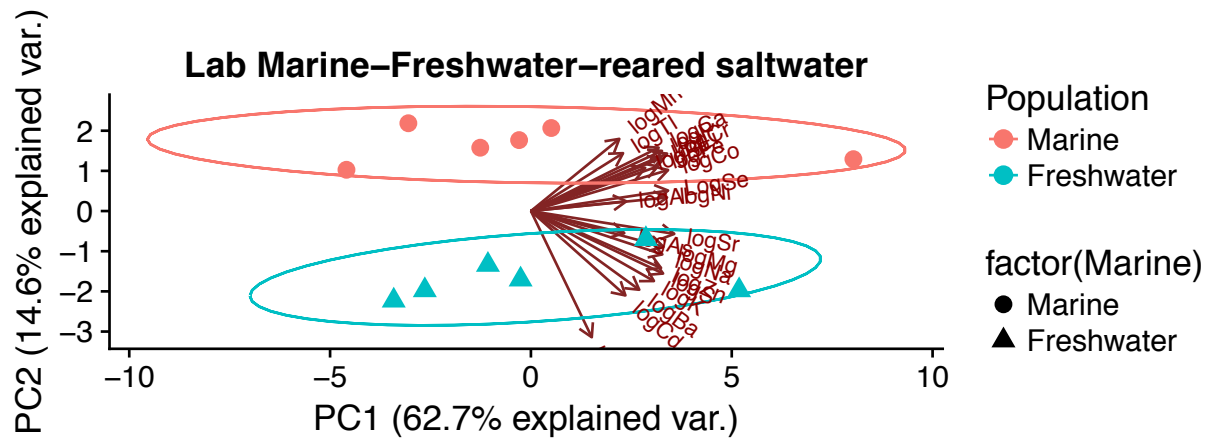 Lab Marine–Freshwater–reared saltwater
PC2 (14.6% explained var.)
2
1
0
−1
−2
−3
logTl
logCo
LogSe
logAl
logNi
logSr
logMg
logNa
logBa
logCd
−10
−5
0
5
10
PC1 (62.7% explained var.)
Population
Marine
Freshwater
factor(Marine)
Marine
Freshwater